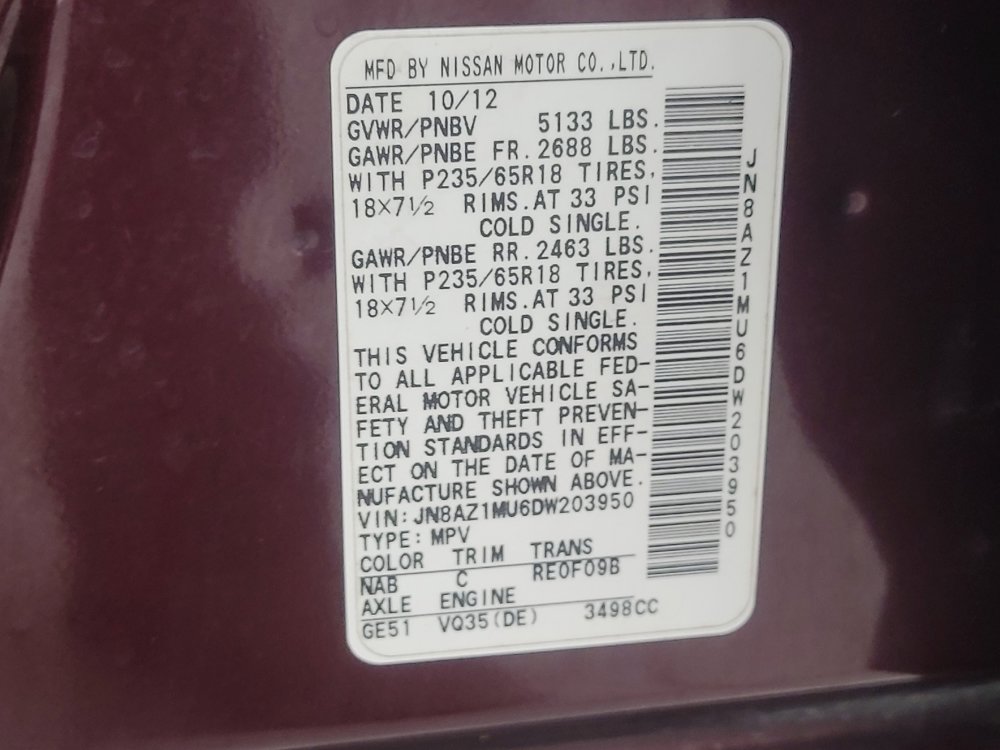 MFD BY NISSAN MOTOR CO.,LTD.
DATE 10/12
GVWR/PNBV 5133 LBS.
GAWR/PNBE FR.2688 LBS.
WITH P235/65R18 TIRES,
18×7½ RIMS.AT 33 PSI
COLD SINGLE.
GAWR/PNBE RR.2463 LBS.
WITH P235/65R18 TIRES,
18×7½ RIMS.AT 33 PSI
COLD SINGLE.
THIS VEHICLE CONFORMS
TO ALL APPLICABLE FED-
ERAL MOTOR VEHICLE SA-
FETY AND THEFT PREVEN-
TION STANDARDS IN EFF-
ECT ON THE DATE OF MA-
NUFACTURE SHOWN ABOVE.
VIN:JN8AZ1MU6DW203950
TYPE:MPV
COLOR TRIM TRANS
NAB C RE0F09B
AXLE ENGINE
GE51 VQ35(DE) 3498CC
JN8AZ1MU6DW203950